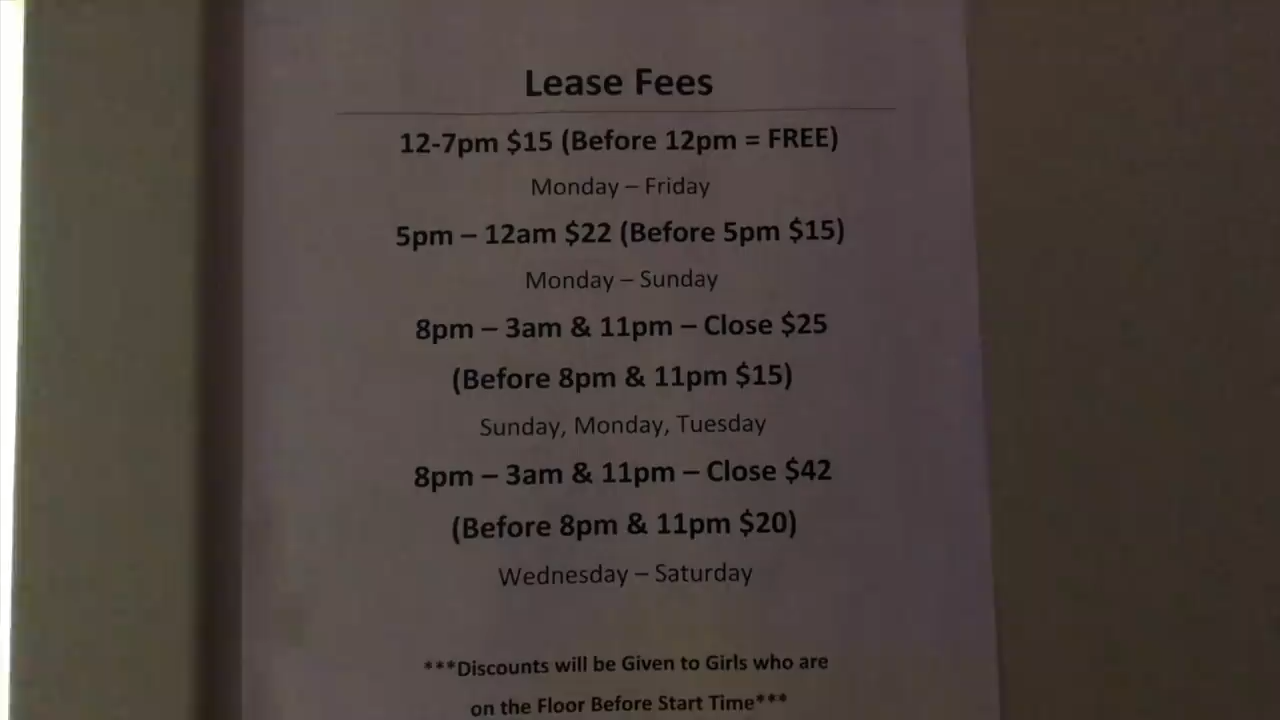 Lease Fees
12-7pm $15 (Before 12pm = FREE)
Monday – Friday
5pm – 12am $22 (Before 5pm $15)
Monday – Sunday
8pm – 3am & 11pm – Close $25
(Before 8pm & 11pm $15)
Sunday, Monday, Tuesday
8pm – 3am & 11pm – Close $42
(Before 8pm & 11pm $20)
Wednesday – Saturday
***Discounts will be Given to Girls who are
on the Floor Before Start Time***